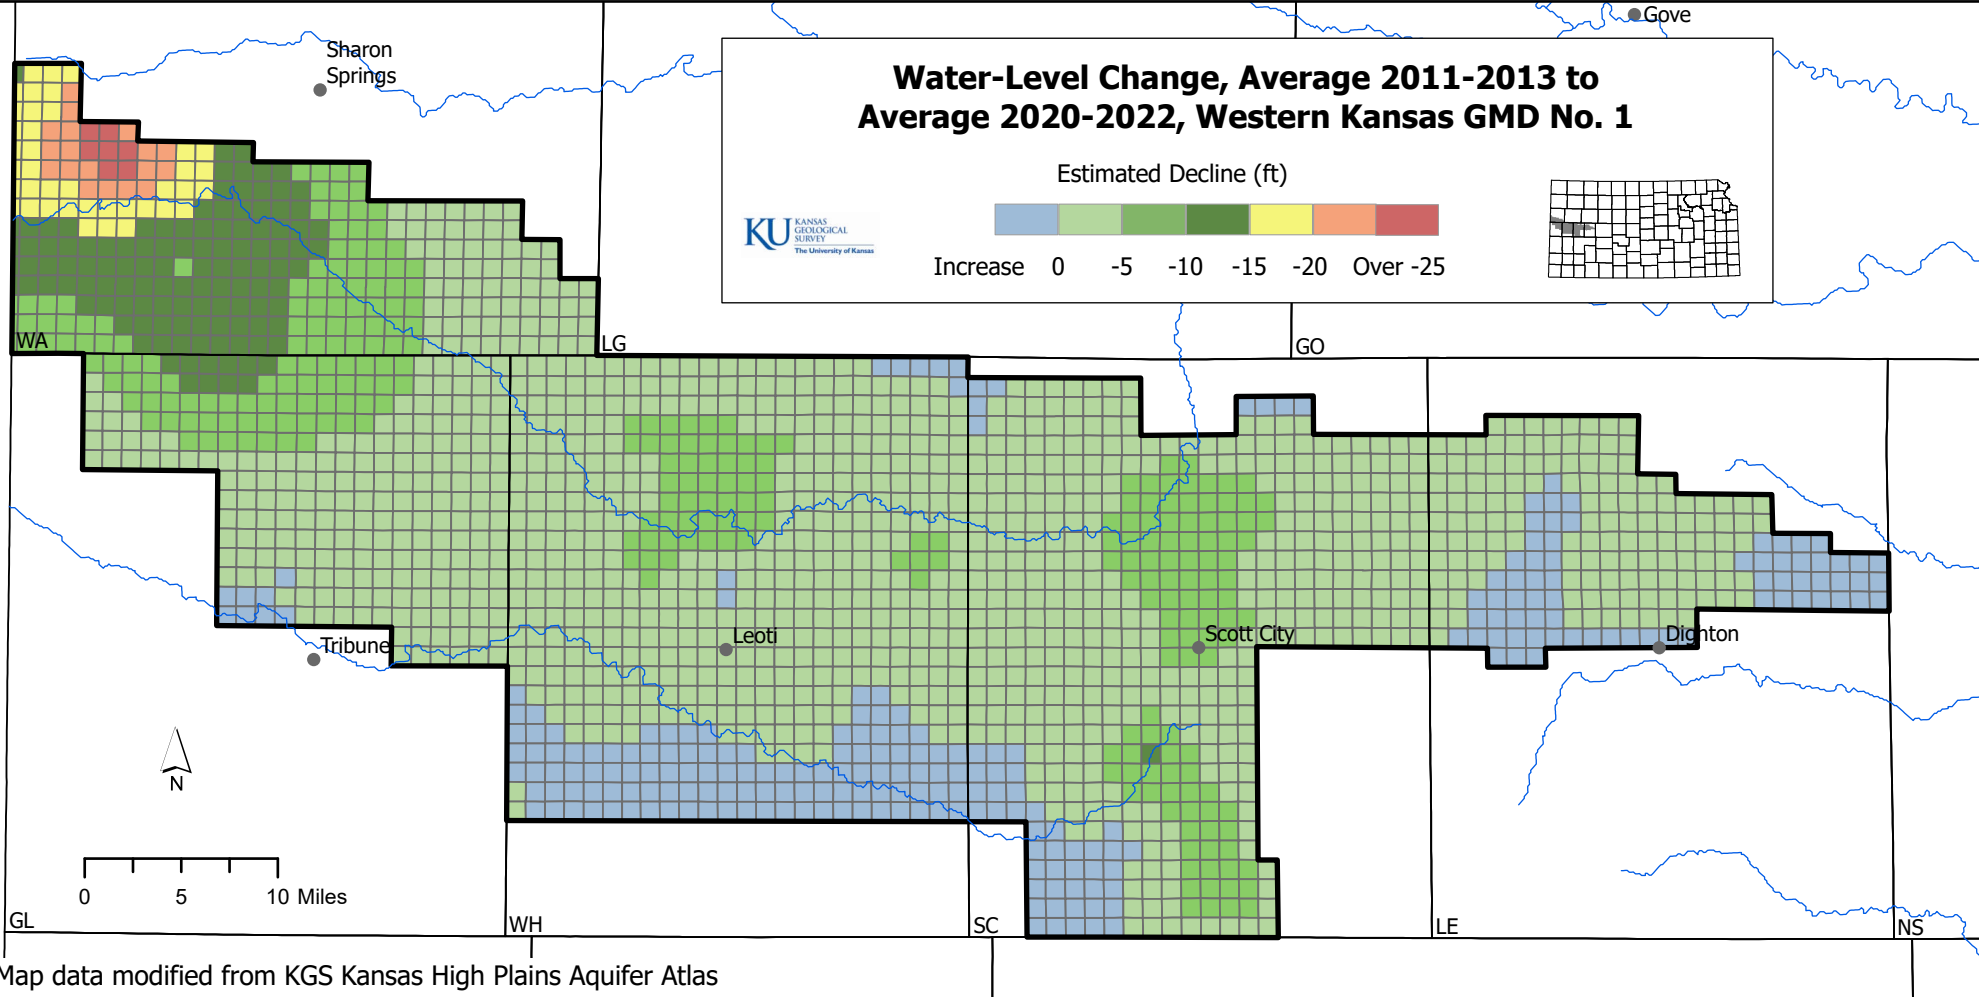 Gove
Sharon
Springs
Water-Level Change, Average 2011-2013 to
Average 2020-2022, Western Kansas GMD No. 1
Estimated Decline (ft)
KU KANSAS
GEOLOGICAL
SURVEY
The University of Kansas
Increase 0 -5 -10 -15 -20 Over -25
WA
LG
GO
Tribune
Leoti
Scott City
Dighton
N
0 5 10 Miles
GL
WH
SC
LE
NS
Map data modified from KGS Kansas High Plains Aquifer Atlas